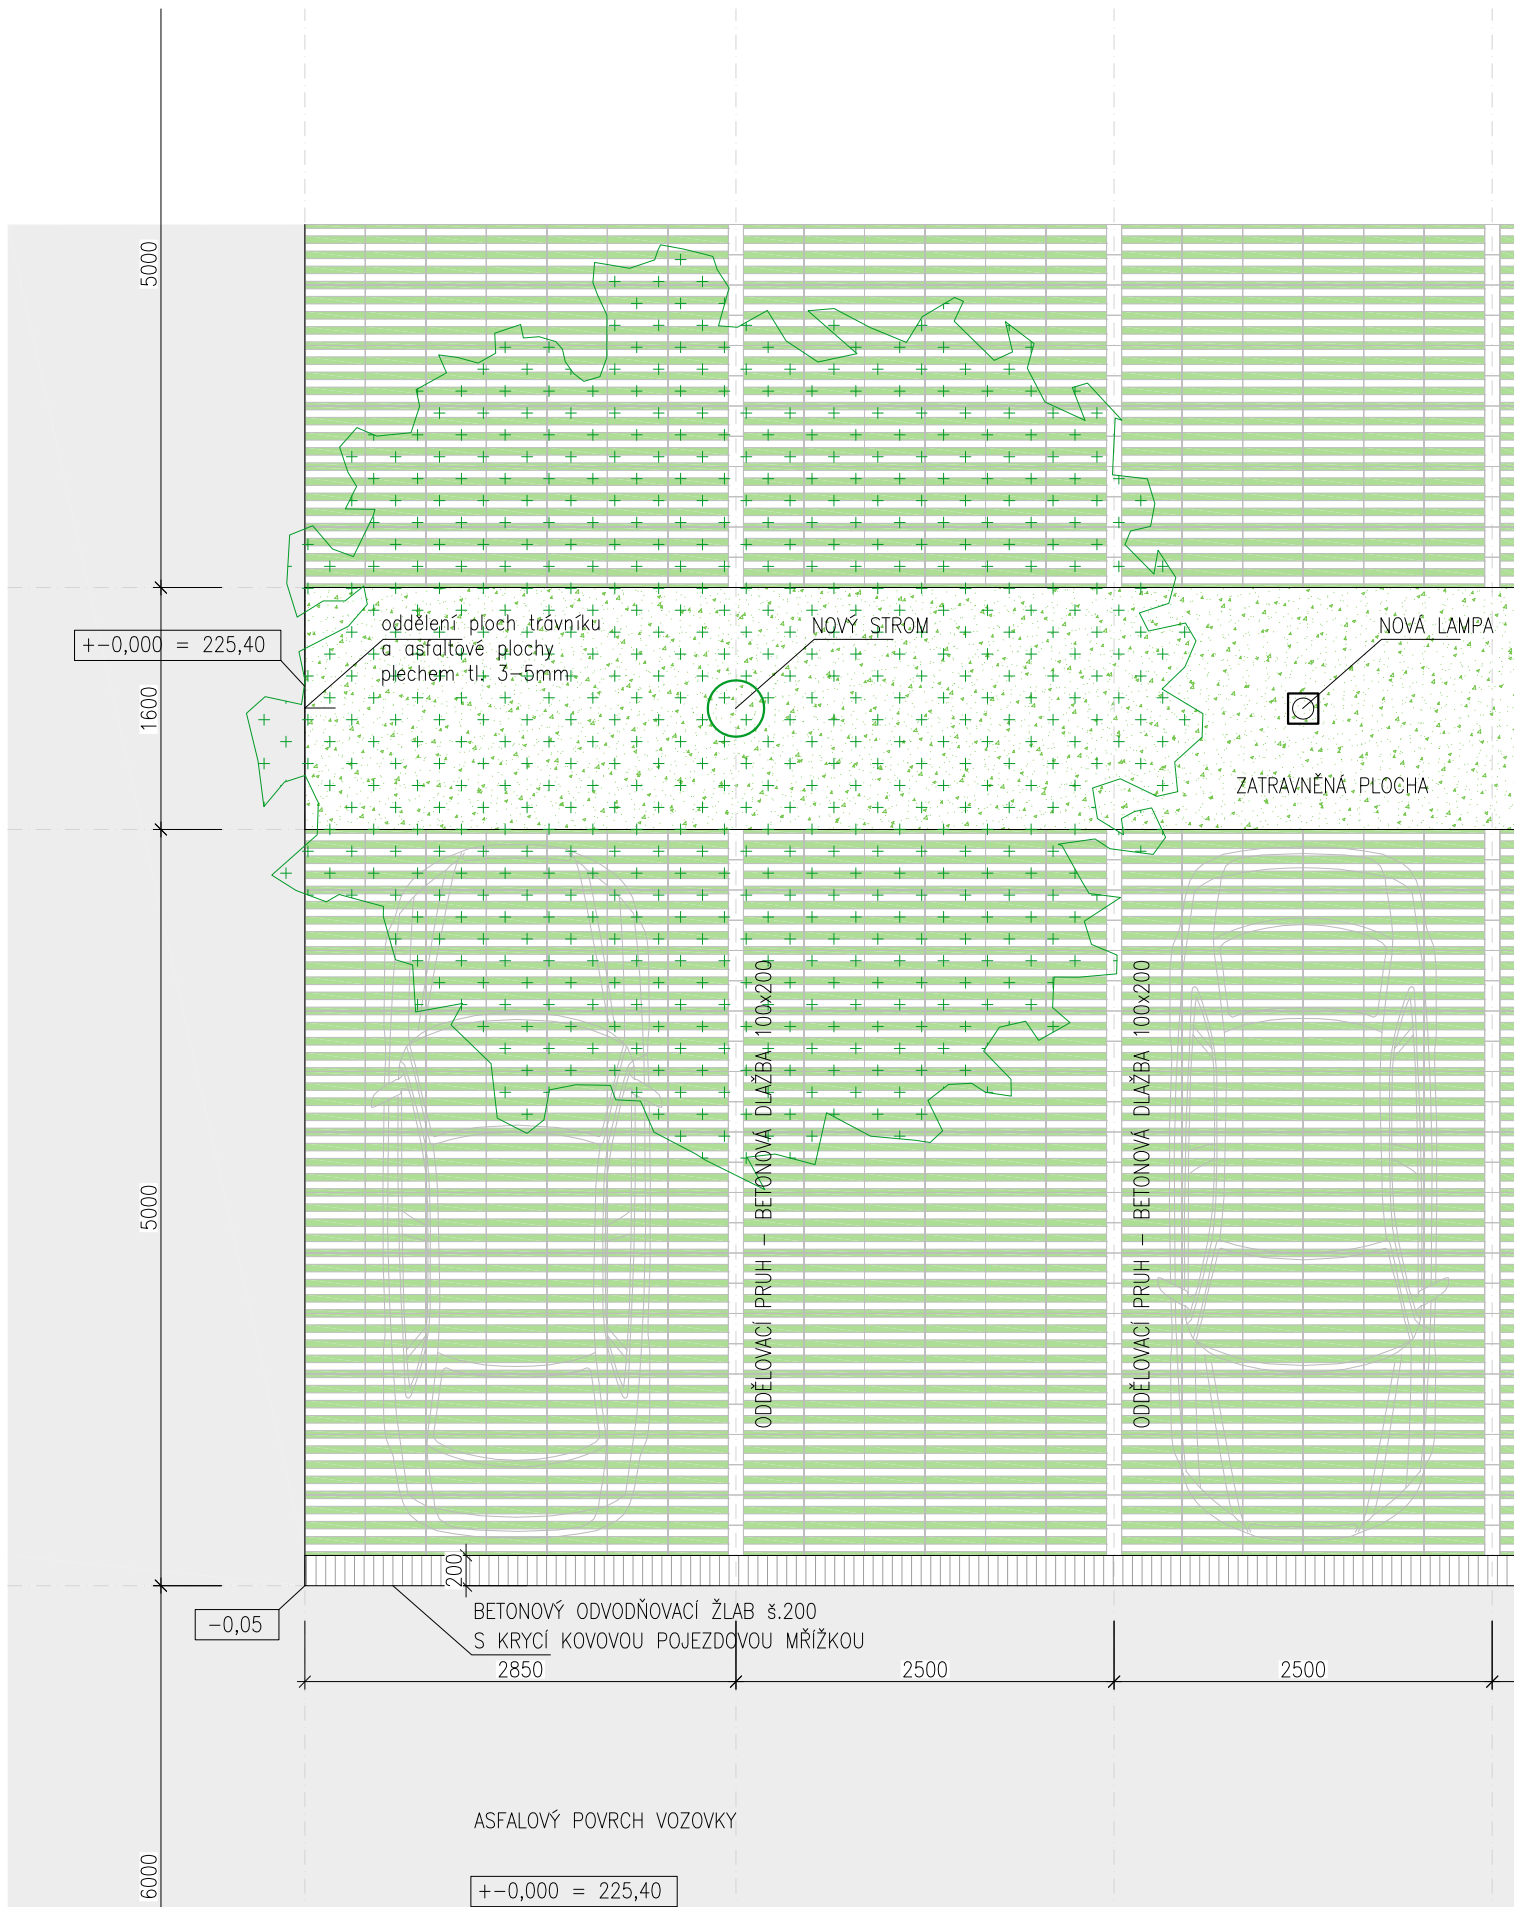 5000
oddělení ploch trávníku
a asfaltové plochy
plechem tl. 3-5mm
NOVÝ STROM
NOVÁ LAMPA
+-0,000 = 225,40
1600
ZATRAVNĚNÁ PLOCHA
ODDĚLOVACÍ PRUH - BETONOVÁ DLAŽBA 100x200
ODDĚLOVACÍ PRUH - BETONOVÁ DLAŽBA 100x200
5000
200
-0,05
BETONOVÝ ODVODŇOVACÍ ŽLAB š.200
S KRYCÍ KOVOVOU POJEZDOVOU MŘÍŽKOU
2850
2500
2500
ASFALOVÝ POVRCH VOZOVKY
6000
+-0,000 = 225,40